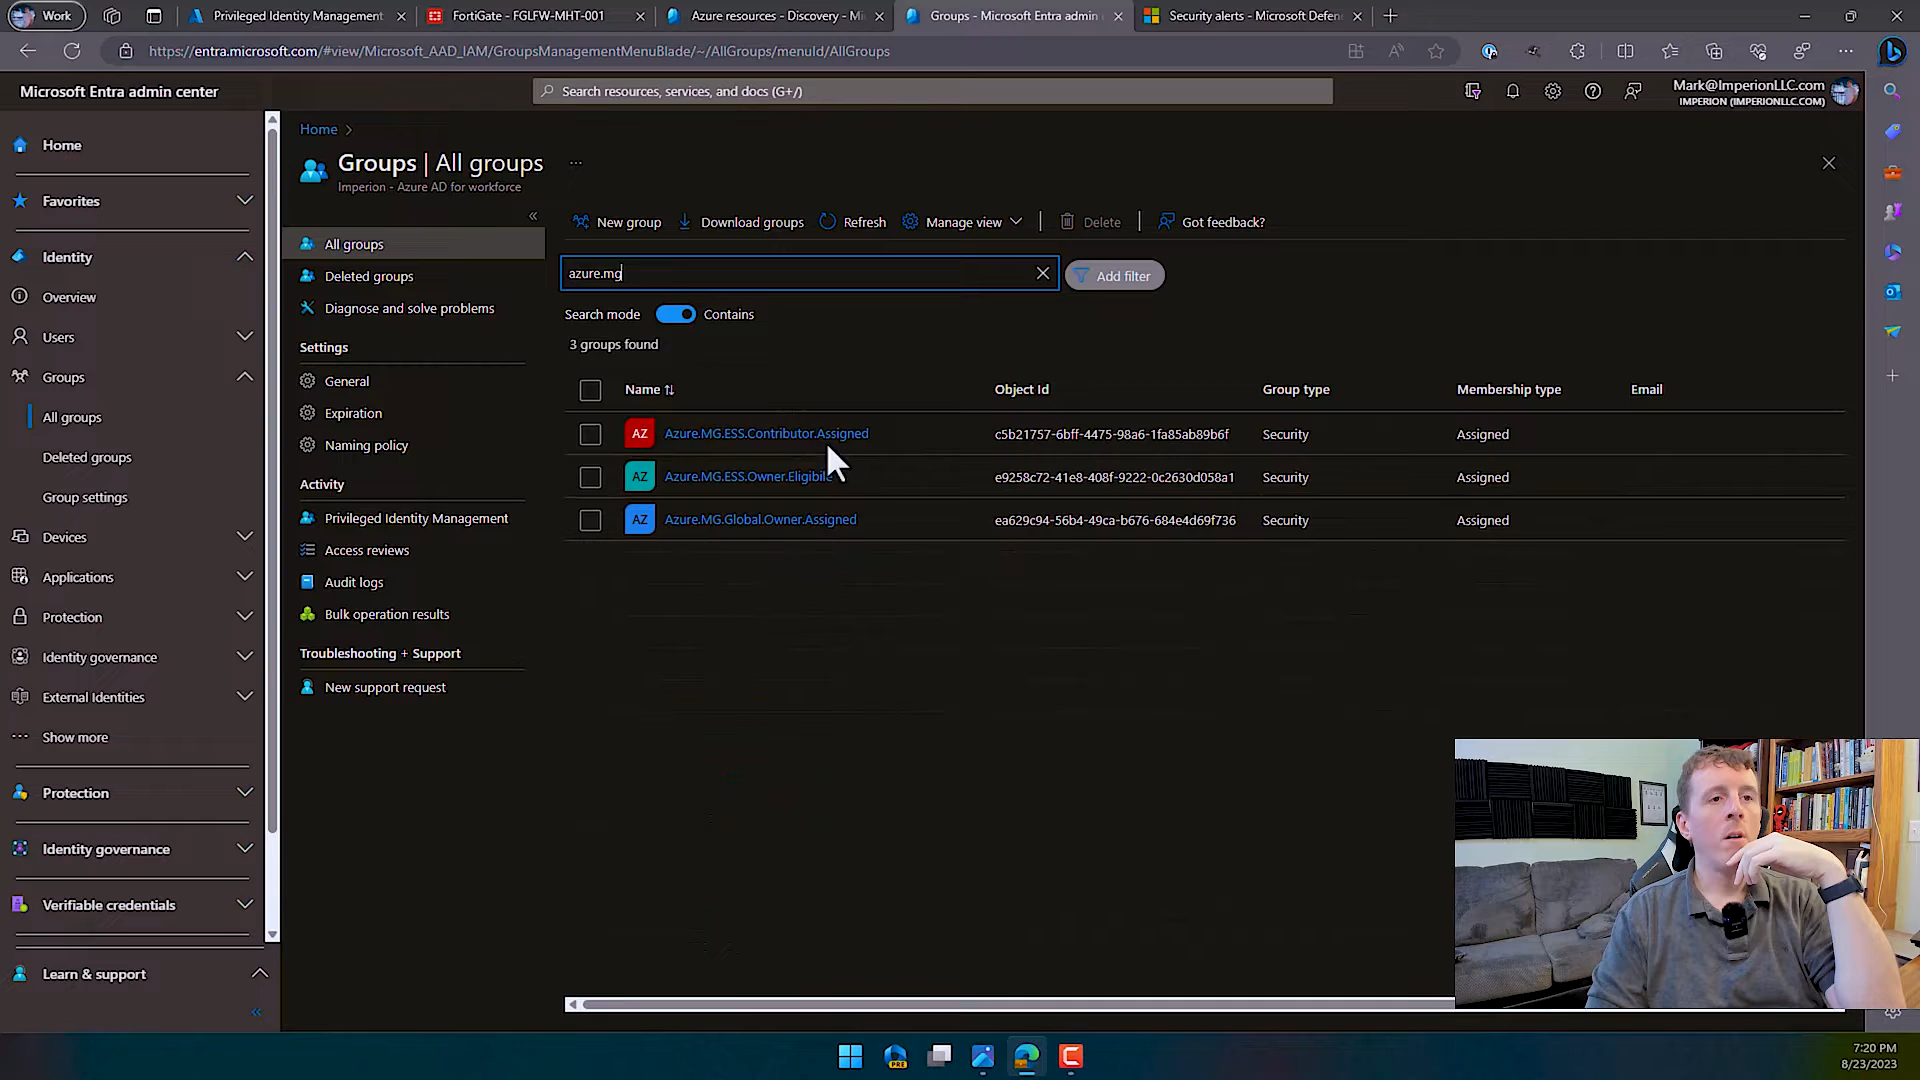 Work
Privileged Identity Management
FortiGate - FGLFW-MHT-001
Azure resources - Discovery - Mi
Groups - Microsoft Entra admin
Security alerts - Microsoft Defen
https://entra.microsoft.com/#view/Microsoft_AAD_IAM/GroupsManagementMenuBlade/~/AllGroups/menuId/AllGroups
Microsoft Entra admin center
Search resources, services, and docs (G+/)
Mark@ImperionLLC.com
IMPERION (IMPERIONLLC.COM)
Home
Favorites
Identity
Overview
Users
Groups
All groups
Deleted groups
Group settings
Devices
Applications
Protection
Identity governance
External Identities
Show more
Protection
Identity governance
Verifiable credentials
Learn & support
Home
Groups | All groups
Imperion - Azure AD for workforce
All groups
Deleted groups
Diagnose and solve problems
Settings
General
Expiration
Naming policy
Activity
Privileged Identity Management
Access reviews
Audit logs
Bulk operation results
Troubleshooting + Support
New support request
New group
Download groups
Refresh
Manage view
Delete
Got feedback?
azure.mg
Add filter
Search mode
Contains
3 groups found
Name
Object Id
Group type
Membership type
Email
AZ Azure.MG.ESS.Contributor.Assigned c5b21757-6bff-4475-98a6-1fa85ab89b6f Security Assigned
AZ Azure.MG.ESS.Owner.Eligibile e9258c72-41e8-408f-9222-0c2630d058a1 Security Assigned
AZ Azure.MG.Global.Owner.Assigned ea629c94-56b4-49ca-b676-684e4d69f736 Security Assigned
PRE
7:20 PM
8/23/2023